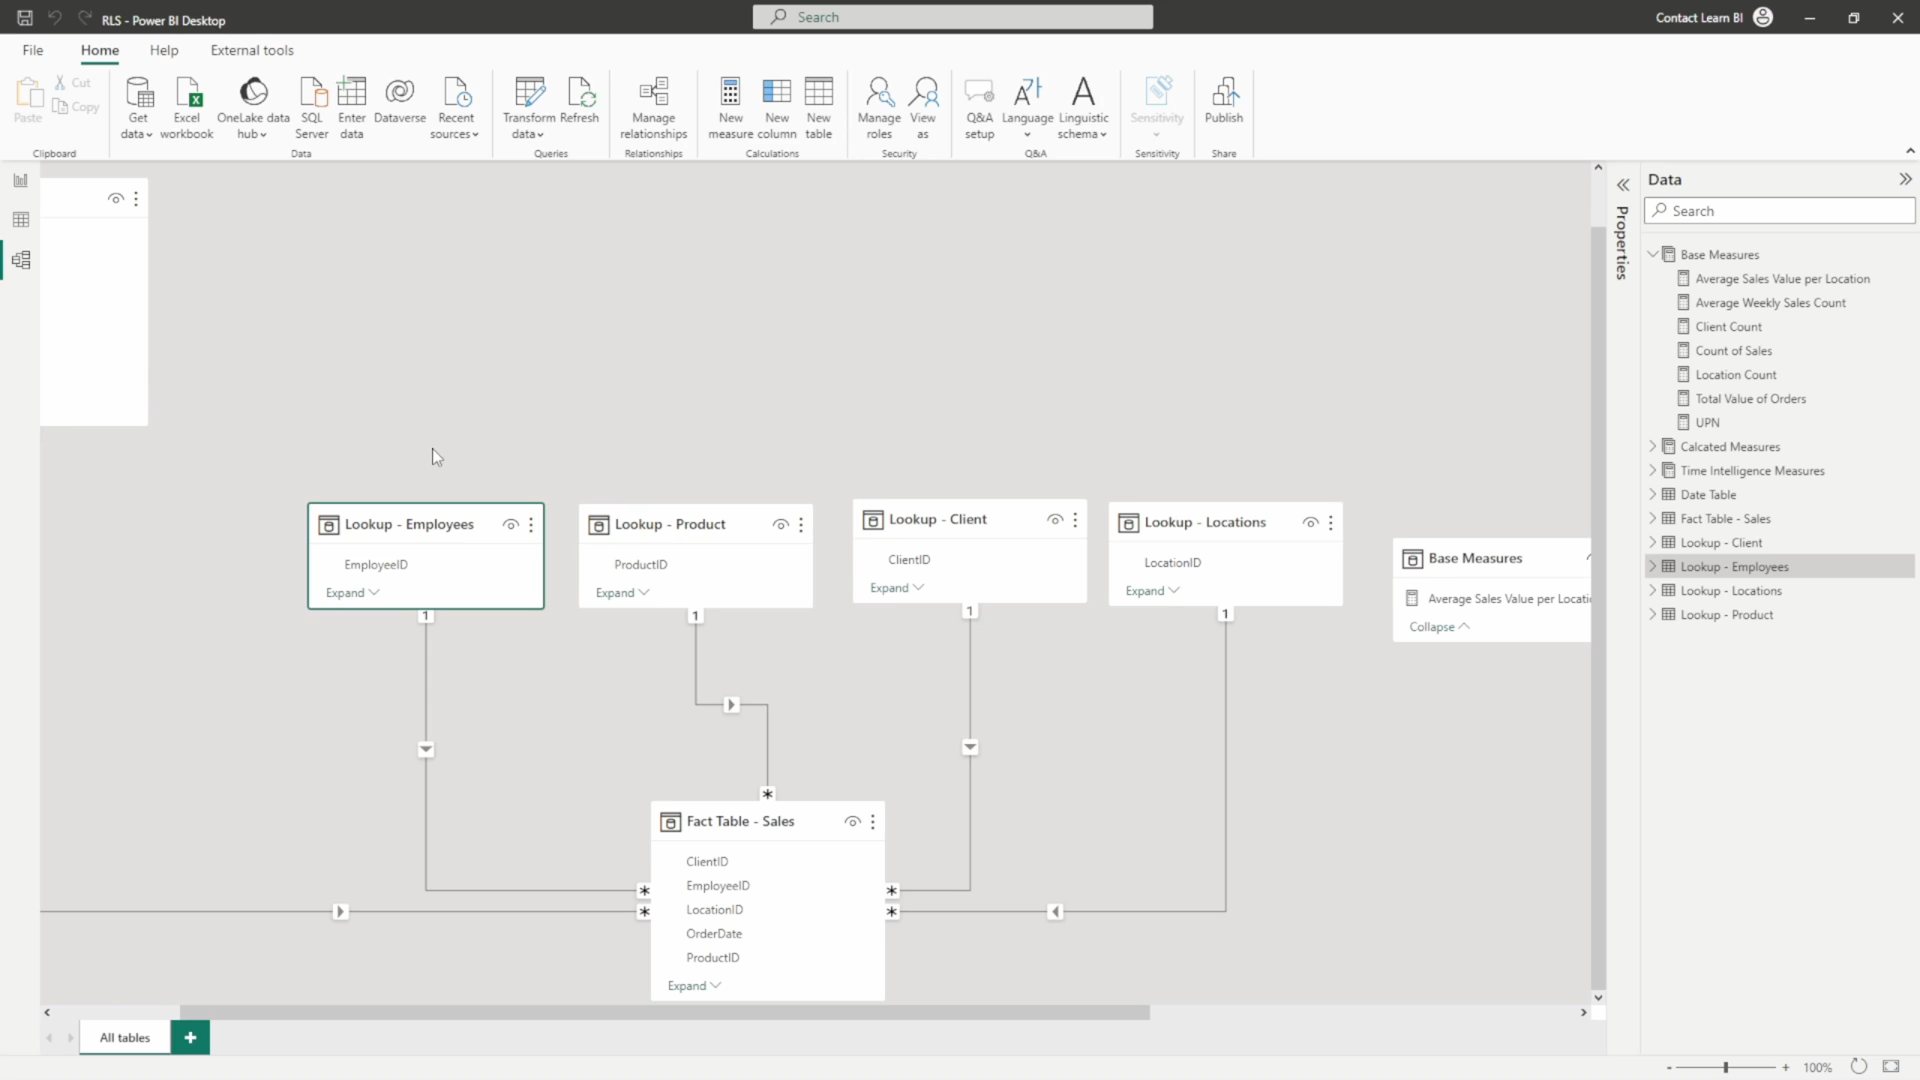 RLS - Power BI Desktop
Search
Contact Learn BI
File
Home
Help
External tools
Paste
Cut
Copy
Clipboard
Get data
Excel workbook
OneLake data hub
SQL Server
Enter data
Dataverse
Recent sources
Data
Transform data
Refresh
Queries
Manage relationships
Relationships
New measure
New column
New table
Calculations
Manage roles
View as
Security
Q&A setup
Language
Linguistic schema
Q&A
Sensitivity
Sensitivity
Publish
Share
Lookup - Employees
EmployeeID
Expand
1
Lookup - Product
ProductID
Expand
1
Lookup - Client
ClientID
Expand
1
Lookup - Locations
LocationID
Expand
1
Base Measures
Average Sales Value per Locati
Collapse
*
*
*
*
*
Fact Table - Sales
ClientID
EmployeeID
LocationID
OrderDate
ProductID
Expand
Properties
Data
Search
Base Measures
Average Sales Value per Location
Average Weekly Sales Count
Client Count
Count of Sales
Location Count
Total Value of Orders
UPN
Calcated Measures
Time Intelligence Measures
Date Table
Fact Table - Sales
Lookup - Client
Lookup - Employees
Lookup - Locations
Lookup - Product
All tables
+
- + 100%